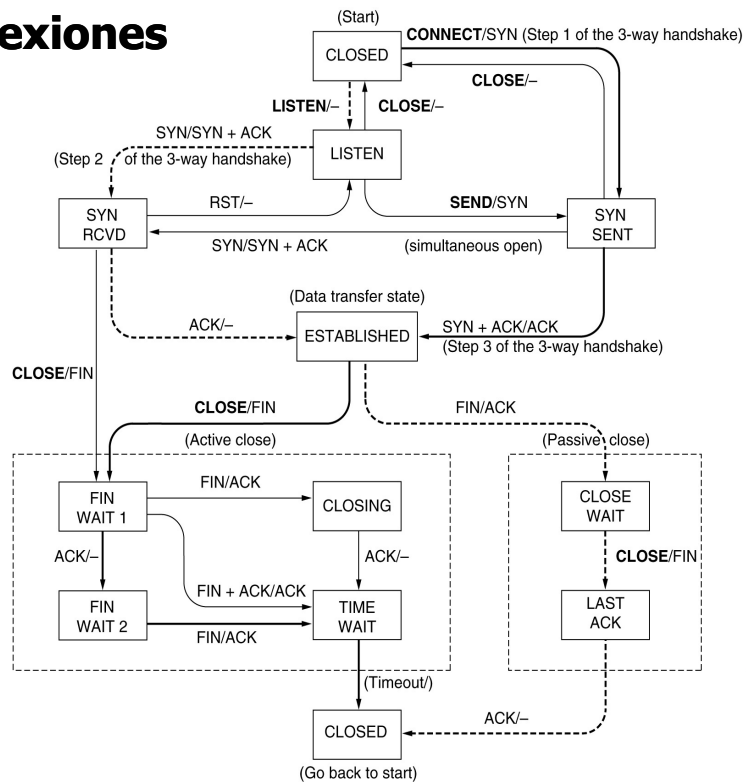 exiones
(Start)
CLOSED
CONNECT/SYN (Step 1 of the 3-way handshake)
CLOSE/–
LISTEN/–
CLOSE/–
SYN/SYN + ACK
(Step 2 of the 3-way handshake)
LISTEN
SYN
RCVD
RST/–
SEND/SYN
SYN
SENT
SYN/SYN + ACK
(simultaneous open)
(Data transfer state)
ACK/–
ESTABLISHED
SYN + ACK/ACK
(Step 3 of the 3-way handshake)
CLOSE/FIN
CLOSE/FIN
FIN/ACK
(Active close)
(Passive close)
FIN
WAIT 1
FIN/ACK
CLOSING
CLOSE
WAIT
ACK/–
ACK/–
CLOSE/FIN
FIN + ACK/ACK
FIN
WAIT 2
FIN/ACK
TIME
WAIT
LAST
ACK
(Timeout/)
CLOSED
ACK/–
(Go back to start)